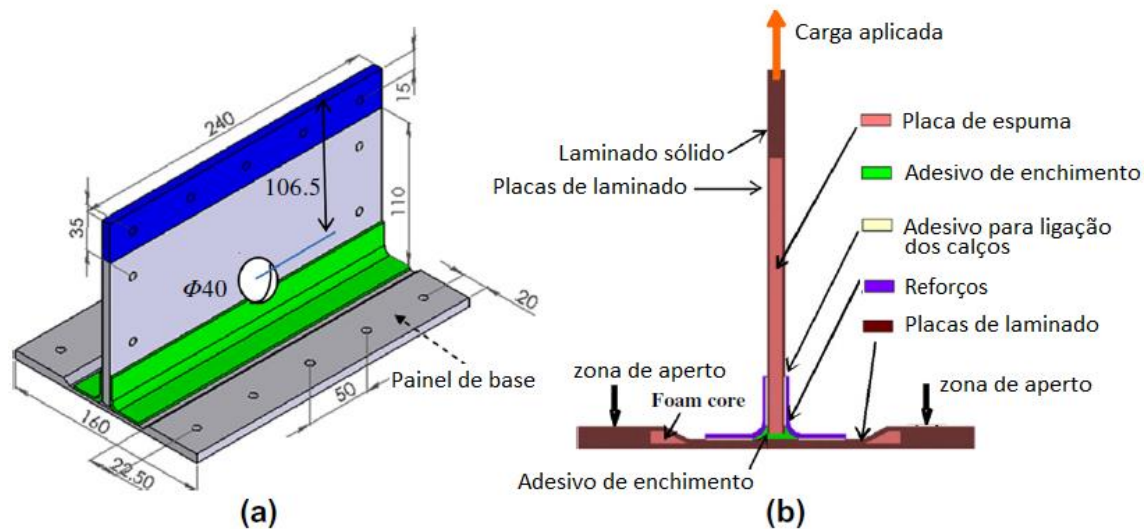 240
15
106.5
110
35
Φ40
20
Painel de base
50
160
22,50
(a)
Carga aplicada
Placa de espuma
Laminado sólido
Placas de laminado
Adesivo de enchimento
Adesivo para ligação
dos calços
Reforços
Placas de laminado
zona de aperto
zona de aperto
Foam core
Adesivo de enchimento
(b)